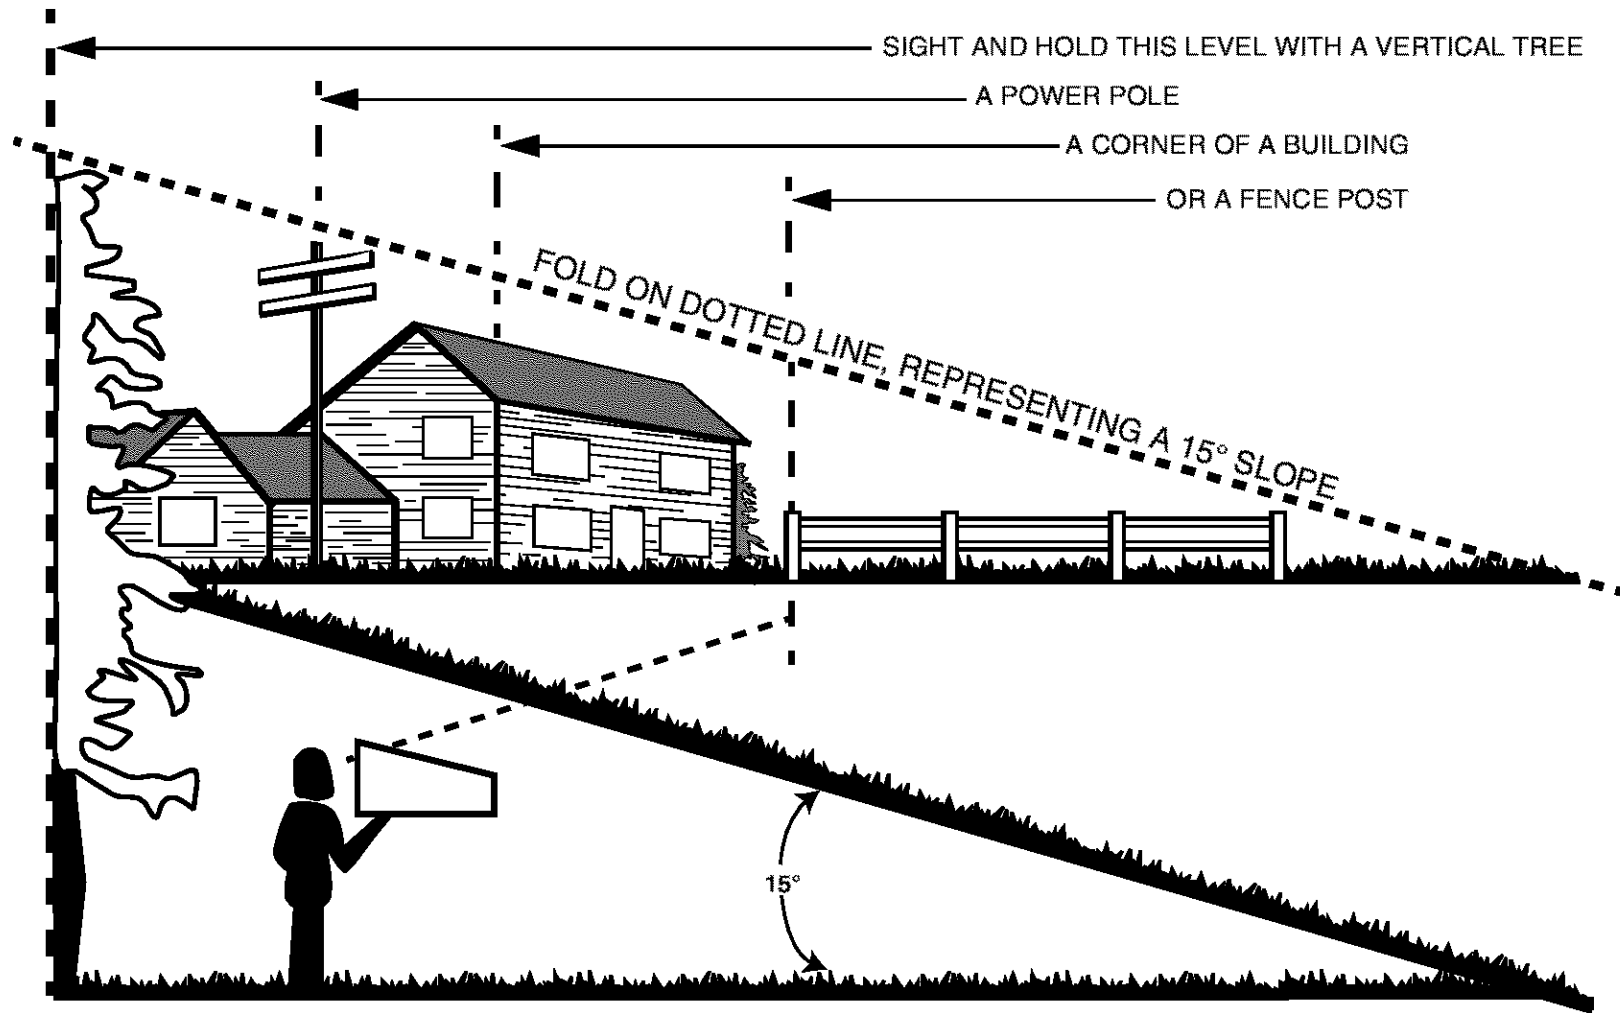 SIGHT AND HOLD THIS LEVEL WITH A VERTICAL TREE
A POWER POLE
A CORNER OF A BUILDING
OR A FENCE POST
FOLD ON DOTTED LINE, REPRESENTING A 15° SLOPE
15°